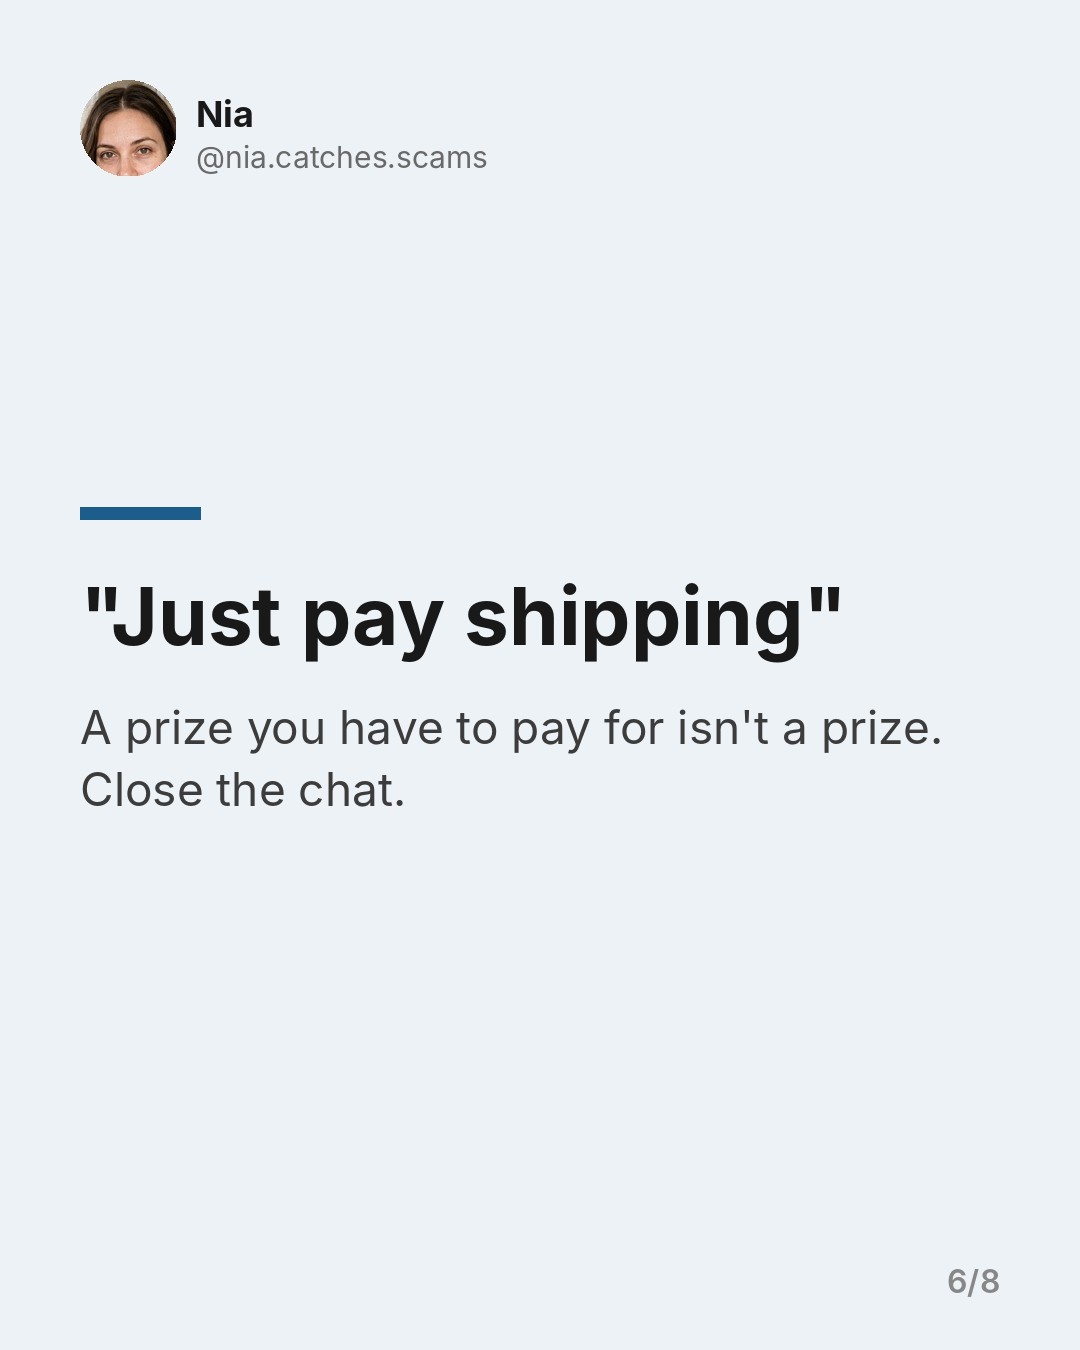 Nia
@nia.catches.scams
"Just pay shipping"
A prize you have to pay for isn't a prize.
Close the chat.
6/8